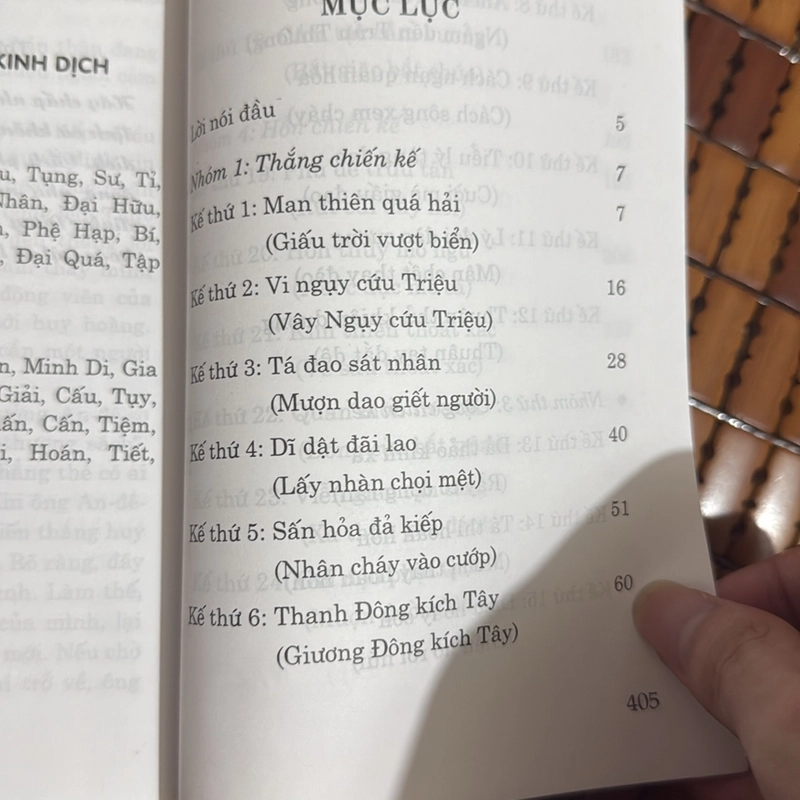 KINH DỊCH
Tụng, Sư, Tỉ,
Nhân, Đại Hữu,
Phệ Hạp, Bí,
Đại Quá, Tập
Minh Di, Gia
Giải, Cấu, Tụy,
Cấn, Tiệm,
Hoán, Tiết,
MỤC LỤC
Lời nói đầu 5
Nhóm 1: Thắng chiến kế 7
Kế thứ 1: Man thiên quá hải 7
(Giấu trời vượt biển)
Kế thứ 2: Vi ngụy cứu Triệu 16
(Vây Ngụy cứu Triệu)
Kế thứ 3: Tá đao sát nhân 28
(Mượn dao giết người)
Kế thứ 4: Dĩ dật đãi lao 40
(Lấy nhàn chọi mệt)
Kế thứ 5: Sấn hỏa đả kiếp 51
(Nhân cháy vào cướp)
Kế thứ 6: Thanh Đông kích Tây 60
(Giương Đông kích Tây)
405